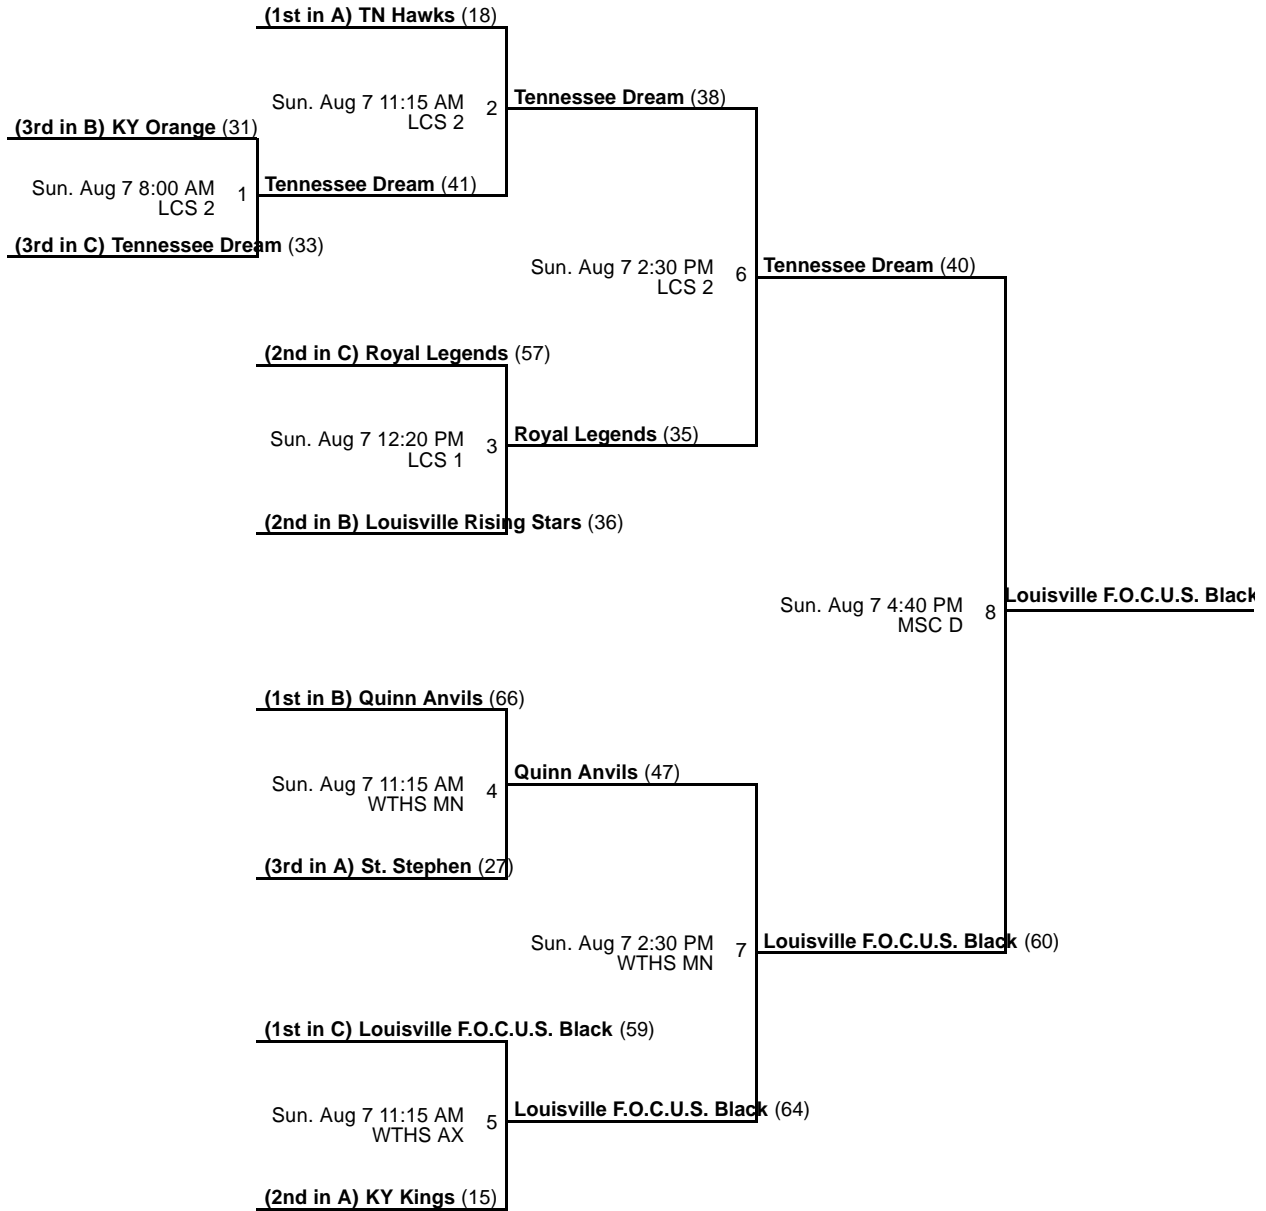 (1st in A) TN Hawks (18)
Sun. Aug 7 11:15 AM 2
LCS 2
Tennessee Dream (38)
(3rd in B) KY Orange (31)
Sun. Aug 7 8:00 AM 1
LCS 2
Tennessee Dream (41)
(3rd in C) Tennessee Dream (33)
Sun. Aug 7 2:30 PM 6
LCS 2
Tennessee Dream (40)
(2nd in C) Royal Legends (57)
Sun. Aug 7 12:20 PM 3
LCS 1
Royal Legends (35)
(2nd in B) Louisville Rising Stars (36)
Sun. Aug 7 4:40 PM 8
MSC D
Louisville F.O.C.U.S. Black
(1st in B) Quinn Anvils (66)
Sun. Aug 7 11:15 AM 4
WTHS MN
Quinn Anvils (47)
(3rd in A) St. Stephen (27)
Sun. Aug 7 2:30 PM 7
WTHS MN
Louisville F.O.C.U.S. Black (60)
(1st in C) Louisville F.O.C.U.S. Black (59)
Sun. Aug 7 11:15 AM 5
WTHS AX
Louisville F.O.C.U.S. Black (64)
(2nd in A) KY Kings (15)